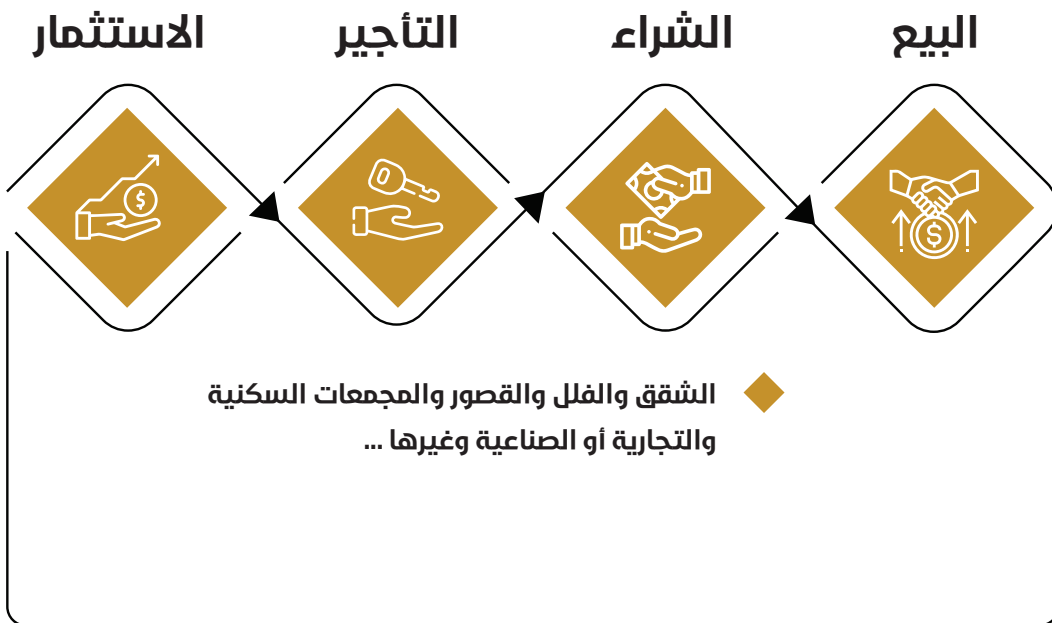 البيع
الشراء
التأجير
الاستثمار
الشقق والفلل والقصور والمجمعات السكنية
والتجارية أو الصناعية وغيرها ...